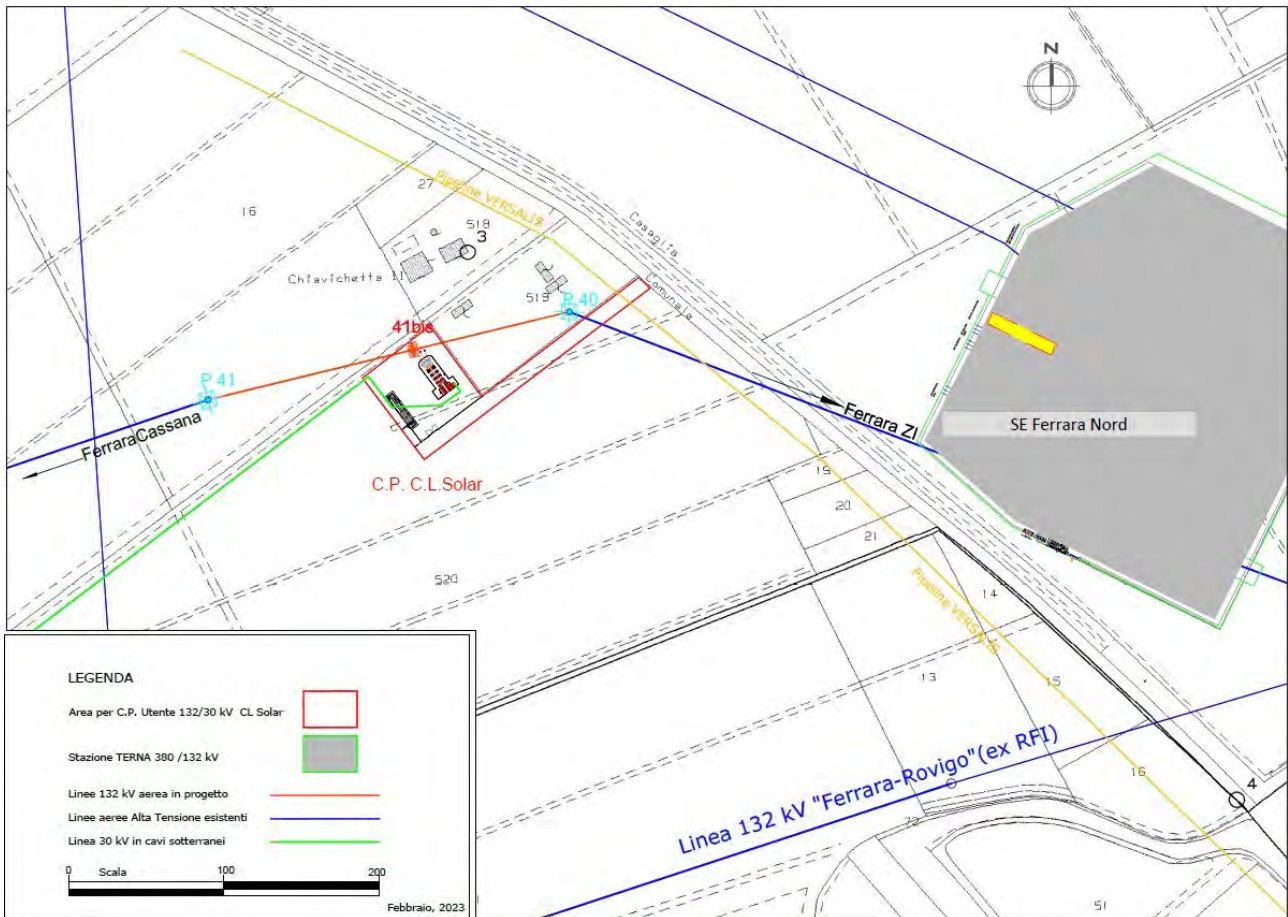 N
27
Pipeline VERSALIS
518
3
16
Casaglia
Chiavichetta 11
519
P.40
Comunale
41bis
P.41
FerraraCassana
Ferrara ZI
SE Ferrara Nord
C.P. C.L.Solar
19
20
21
520
14
Pipeline VERSALIS
13
15
16
4
Linea 132 kV "Ferrara-Rovigo"(ex RFI)
51
LEGENDA
Area per C.P. Utente 132/30 kV CL Solar
Stazione TERNA 380 /132 kV
Linee 132 kV aerea in progetto
Linee aeree Alta Tensione esistenti
Linea 30 kV in cavi sotterranei
0 Scala 100 200
Febbraio, 2023